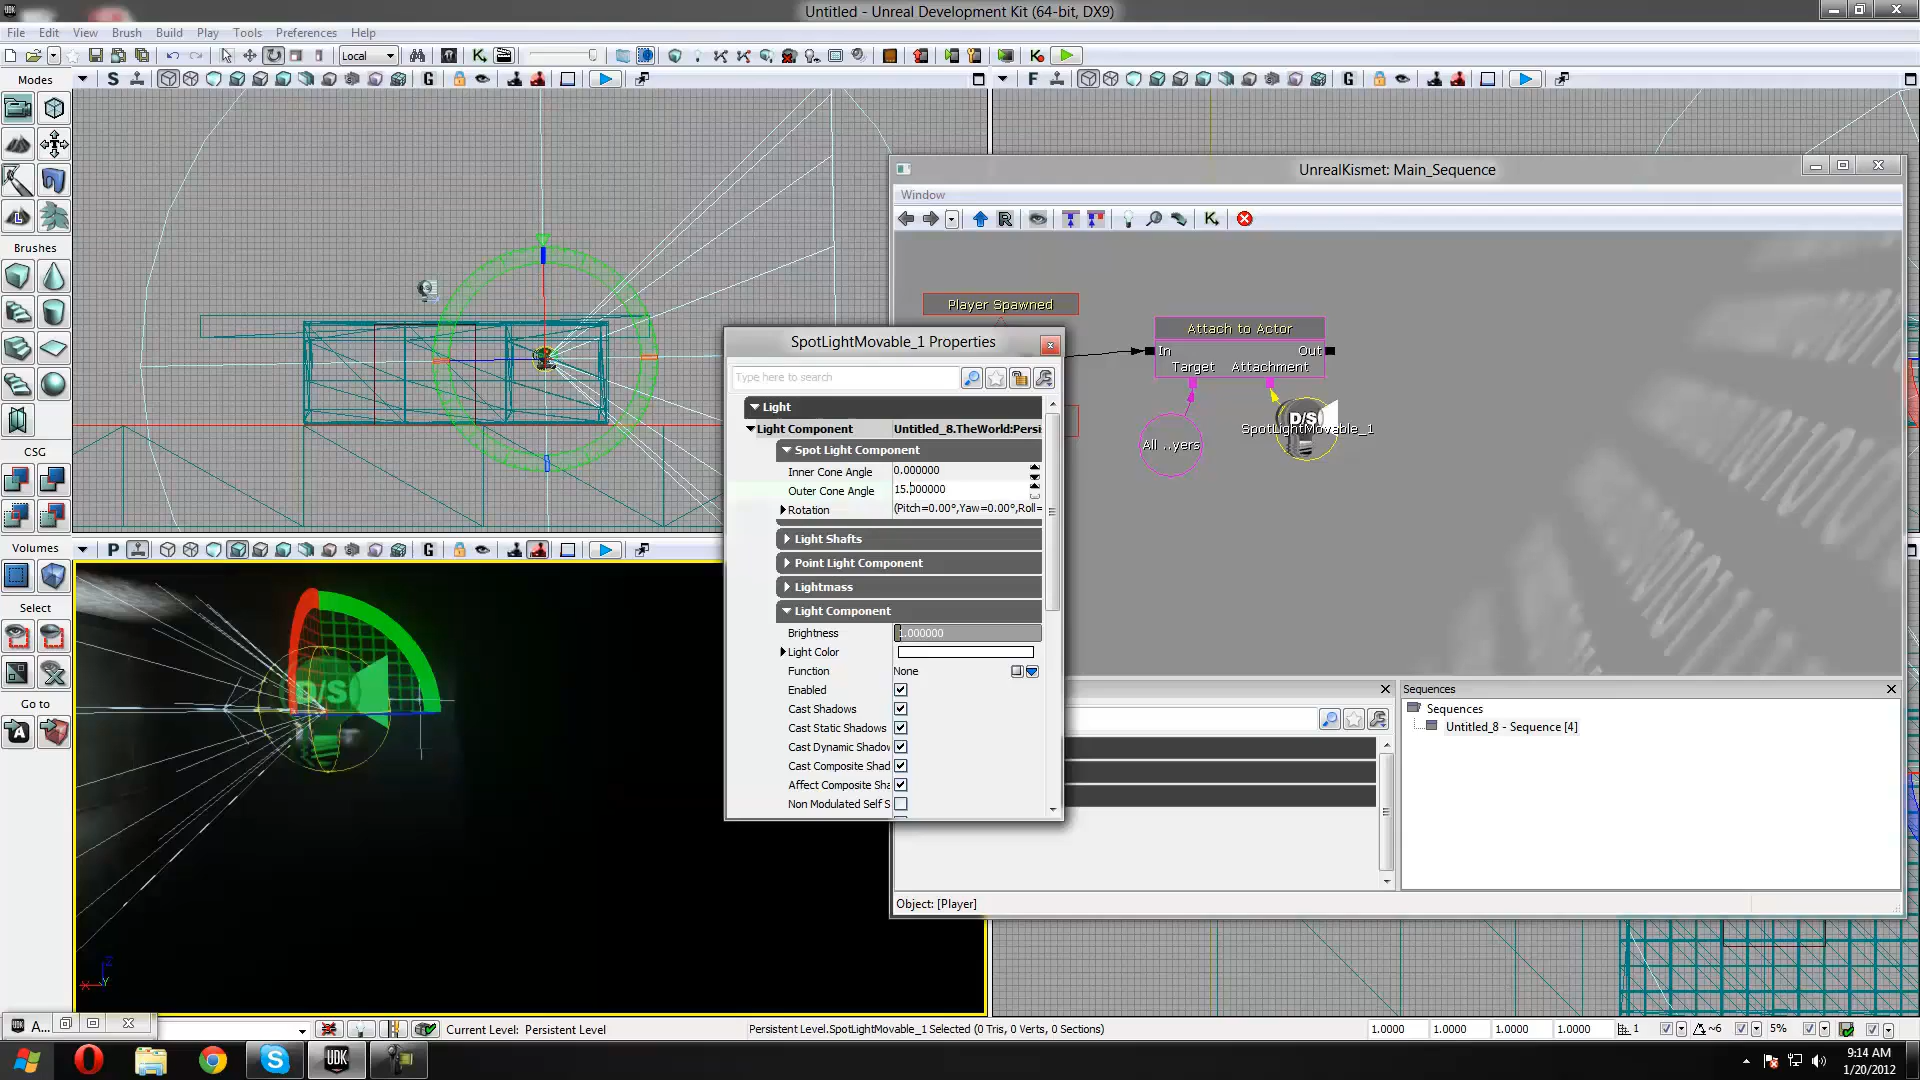 Untitled - Unreal Development Kit (64-bit, DX9)
File Edit View Brush Build Play Tools Preferences Help
Local
Modes
S
G
F
G
Brushes
CSG
Volumes
P
G
Select
Go to
UnrealKismet: Main_Sequence
Window
R
Player Spawned
Attach to Actor
In
Out
Target
Attachment
All ..yers
D/S
SpotLightMovable_1
SpotLightMovable_1 Properties
Type here to search
Light
Light Component Untitled_8.TheWorld:Persi
Spot Light Component
Inner Cone Angle 0.000000
Outer Cone Angle 15.000000
Rotation (Pitch=0.00°,Yaw=0.00°,Roll=
Light Shafts
Point Light Component
Lightmass
Light Component
Brightness 1.000000
Light Color
Function None
Enabled
Cast Shadows
Cast Static Shadows
Cast Dynamic Shadov
Cast Composite Shad
Affect Composite Sha
Non Modulated Self S
D/S
Sequences
Sequences
Untitled_8 - Sequence [4]
Object: [Player]
A...
Current Level: Persistent Level
Persistent Level.SpotLightMovable_1 Selected (0 Tris, 0 Verts, 0 Sections)
1.0000 1.0000 1.0000 1.0000
1
~6
5%
UDK
9:14 AM
1/20/2012